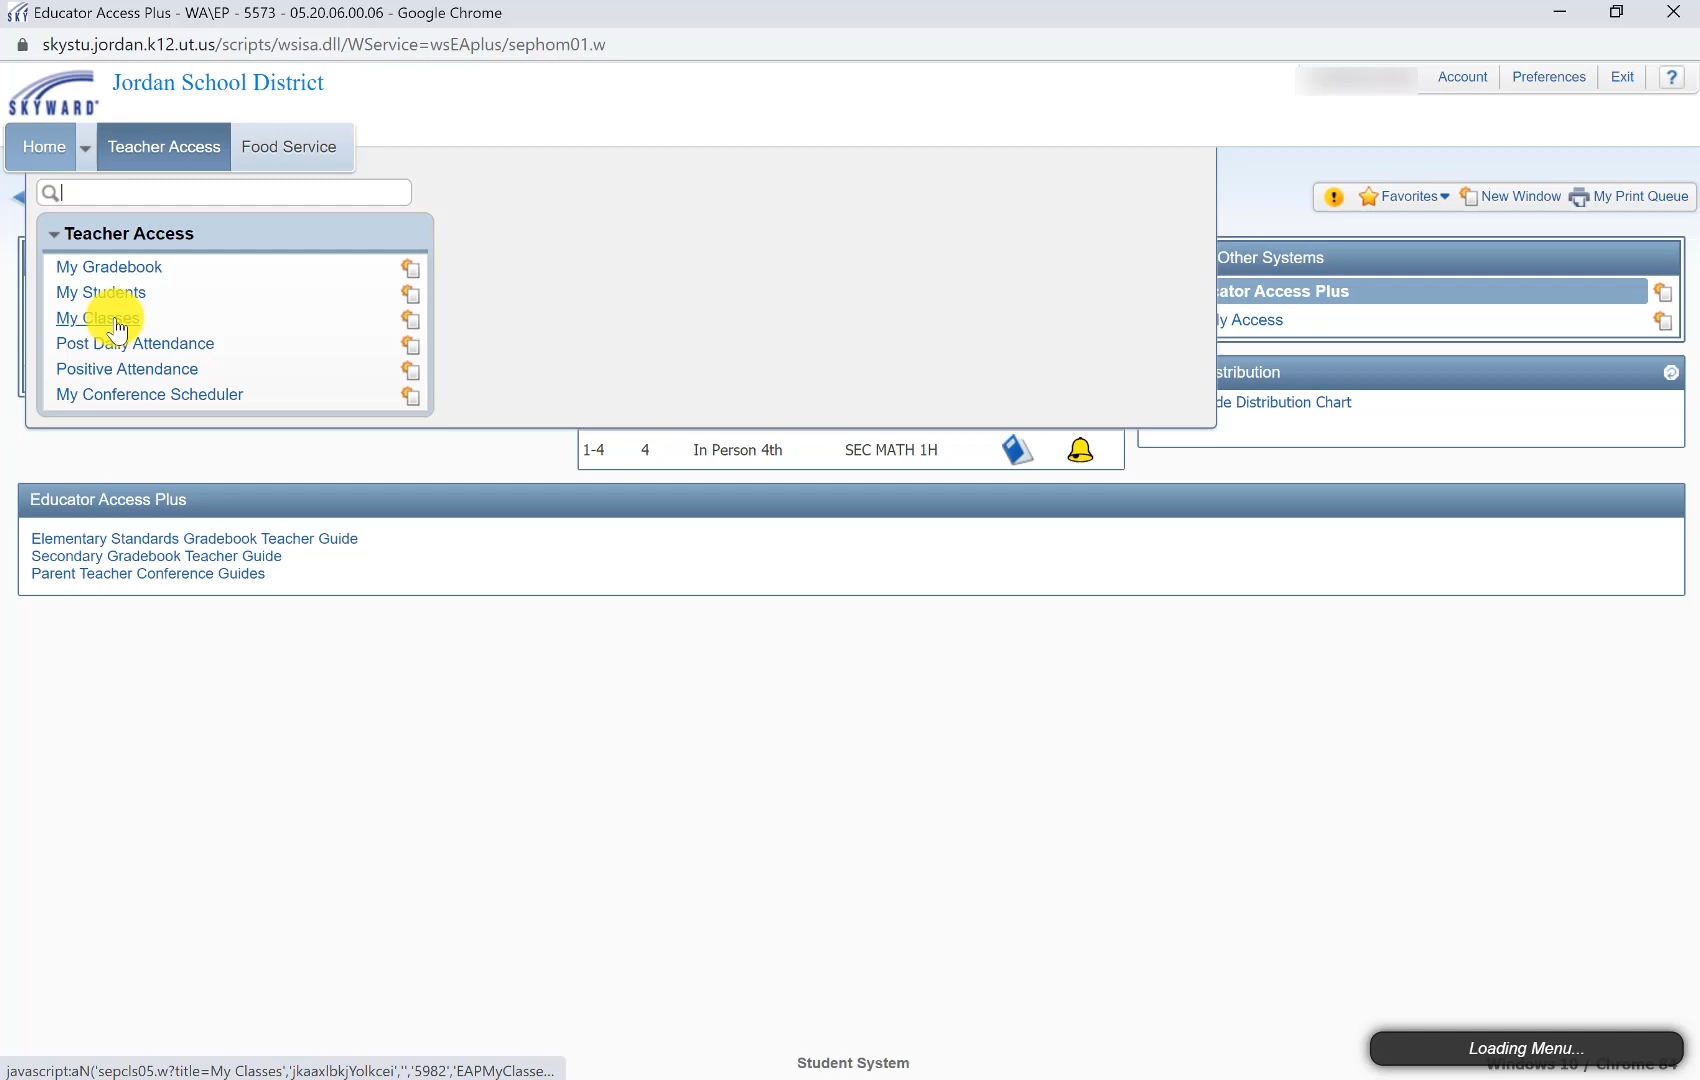 Educator Access Plus - WA\EP - 5573 - 05.20.06.00.06 - Google Chrome
skystu.jordan.k12.ut.us/scripts/wsisa.dll/WService=wsEAplus/sephom01.w
SKYWARD
Jordan School District
Account
Preferences
Exit
?
Home
Teacher Access
Food Service
Favorites
New Window
My Print Queue
Teacher Access
My Gradebook
My Students
My Classes
Post Daily Attendance
Positive Attendance
My Conference Scheduler
Other Systems
ator Access Plus
ly Access
stribution
de Distribution Chart
1-4 4 In Person 4th SEC MATH 1H
Educator Access Plus
Elementary Standards Gradebook Teacher Guide
Secondary Gradebook Teacher Guide
Parent Teacher Conference Guides
Loading Menu...
Student System
Windows 10 / Chrome 84
javascript:aN('sepcls05.w?title=My Classes','jkaaxlbkjYolkcei','','5982','EAPMyClasse...